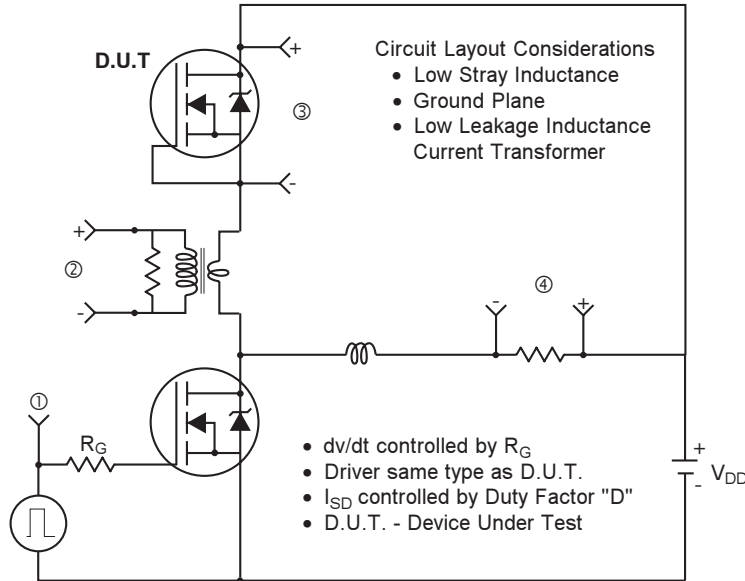 D.U.T
+
Circuit Layout Considerations
• Low Stray Inductance
• Ground Plane
• Low Leakage Inductance
Current Transformer
③
-
+
②
-
-
④
+
①
R_G
+
V_DD
-
• dv/dt controlled by R_G
• Driver same type as D.U.T.
• I_SD controlled by Duty Factor "D"
• D.U.T. - Device Under Test